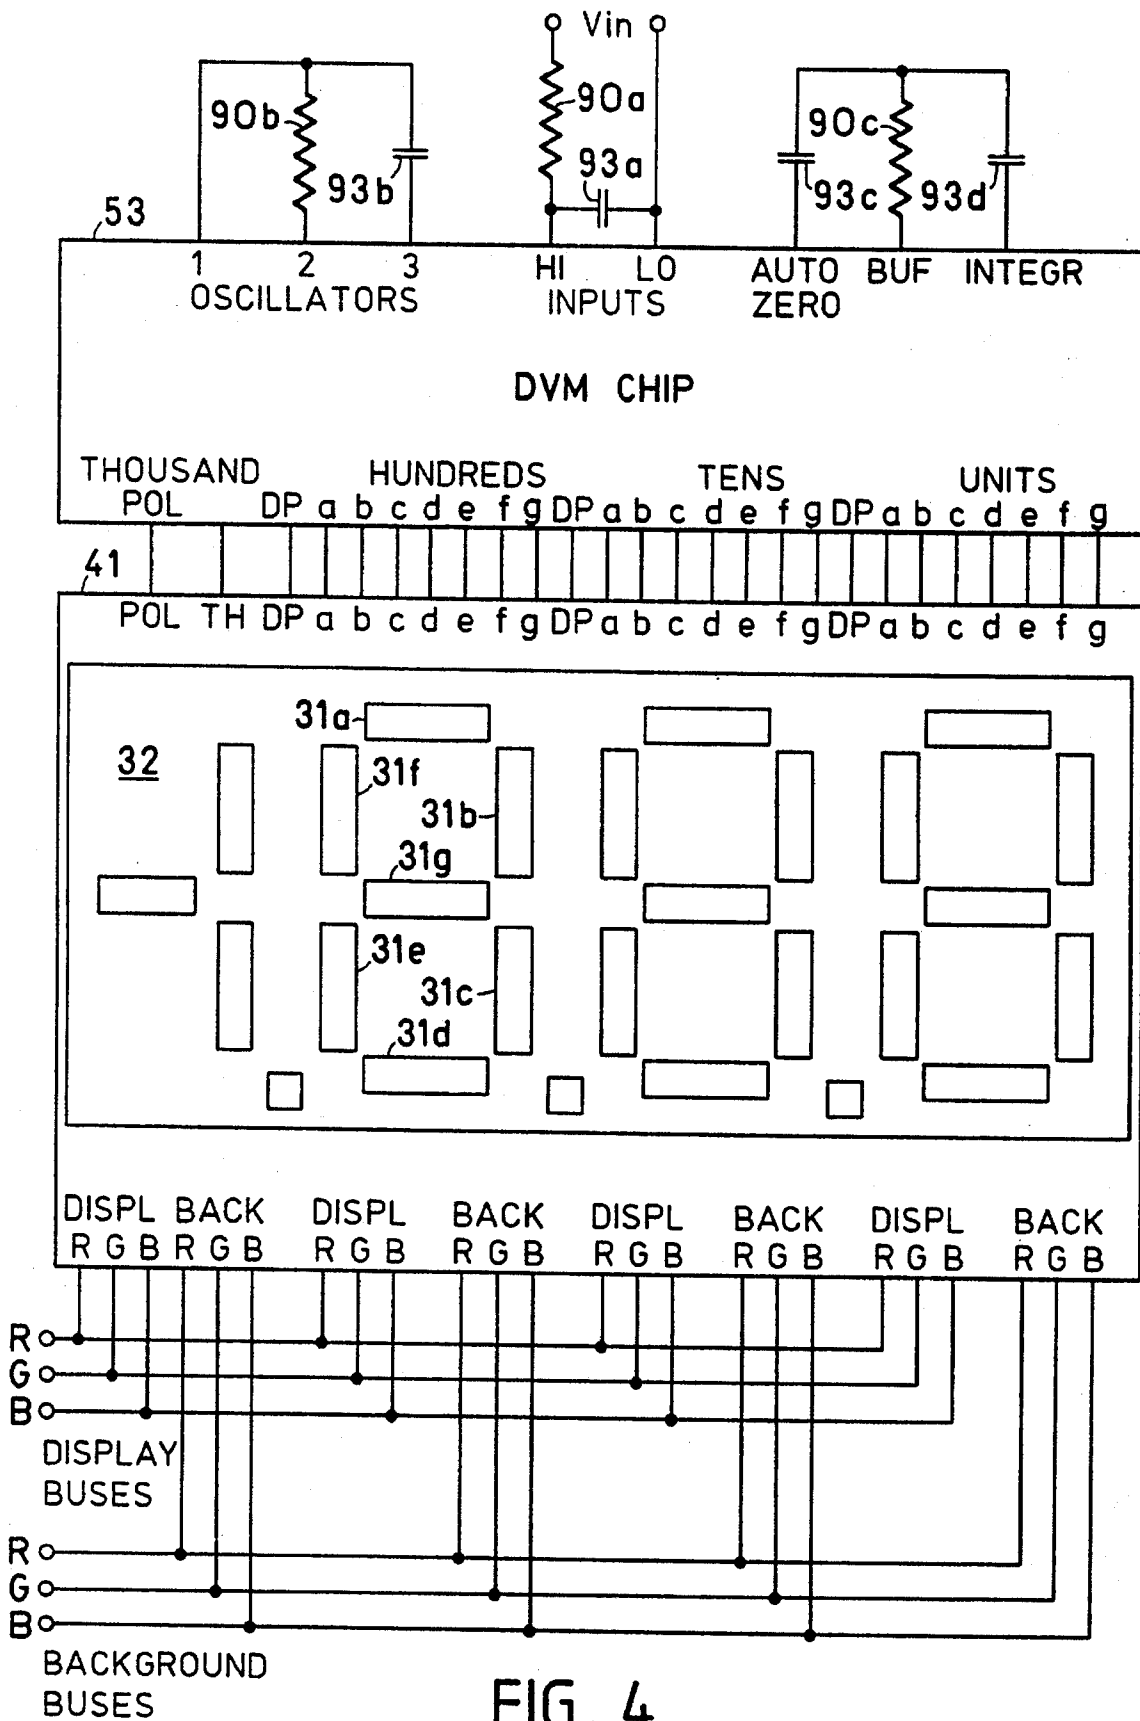 Vin
90b
90a
90c
93b
93a
93c
93d
53
1 2 3
HI LO
AUTO BUF INTEGR
OSCILLATORS
INPUTS
ZERO
DVM CHIP
THOUSAND HUNDREDS TENS UNITS
POL DP a b c d e f g DP a b c d e f g DP a b c d e f g
41
POL TH DP a b c d e f g DP a b c d e f g DP a b c d e f g
31a
32
31f
31b
31g
31e
31c
31d
DISPL BACK DISPL BACK DISPL BACK DISPL BACK
R G B R G B R G B R G B R G B R G B R G B R G B
R
G
B
DISPLAY
BUSES
R
G
B
BACKGROUND
BUSES
FIG. 4